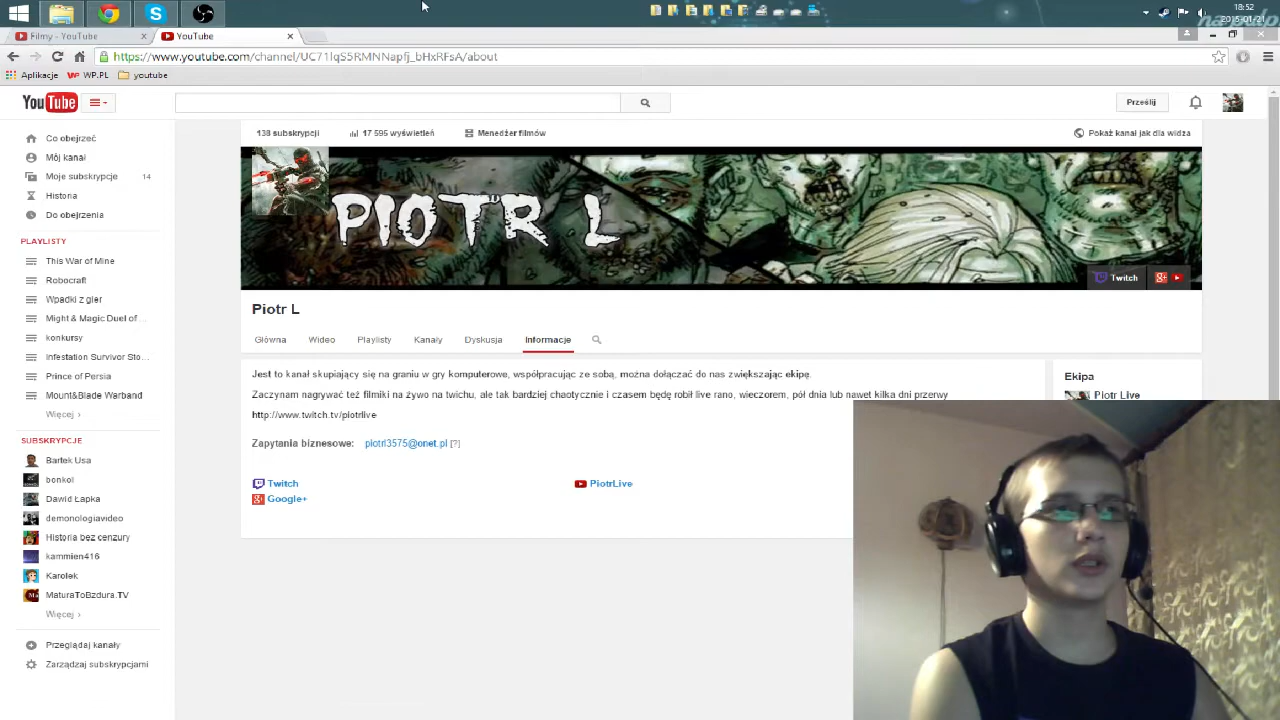 18:52
2015-01-21
na pulp
Filmy - YouTube
YouTube
https://www.youtube.com/channel/UC71lqS5RMNNapfj_bHxRFsA/about
Aplikacje
WP.PL
youtube
YouTube
Prześlij
138 subskrypcji
17 595 wyświetleń
Menedżer filmów
Pokaż kanał jak dla widza
Co obejrzeć
Mój kanał
Moje subskrypcje 14
Historia
Do obejrzenia
PLAYLISTY
This War of Mine
Robocraft
Wpadki z gier
Might & Magic Duel of ...
konkursy
Infestation Survivor Sto...
Prince of Persia
Mount&Blade Warband
Więcej ›
SUBSKRYPCJE
Bartek Usa
bonkol
Dawid Łapka
demonologiavideo
Historia bez cenzury
kammien416
Karolek
MaturaToBzdura.TV
Więcej ›
Przeglądaj kanały
Zarządzaj subskrypcjami
PIOTR L
Twitch
Piotr L
Główna
Wideo
Playlisty
Kanały
Dyskusja
Informacje
Jest to kanał skupiający się na graniu w gry komputerowe, współpracując ze sobą, można dołączać do nas zwiększając ekipę.
Zaczynam nagrywać też filmiki na żywo na twichu, ale tak bardziej chaotycznie i czasem będę robił live rano, wieczorem, pół dnia lub nawet kilka dni przerwy
http://www.twitch.tv/piotrlive
Zapytania biznesowe: piotrl3575@onet.pl [?]
Twitch
PiotrLive
Google+
Ekipa
Piotr Live